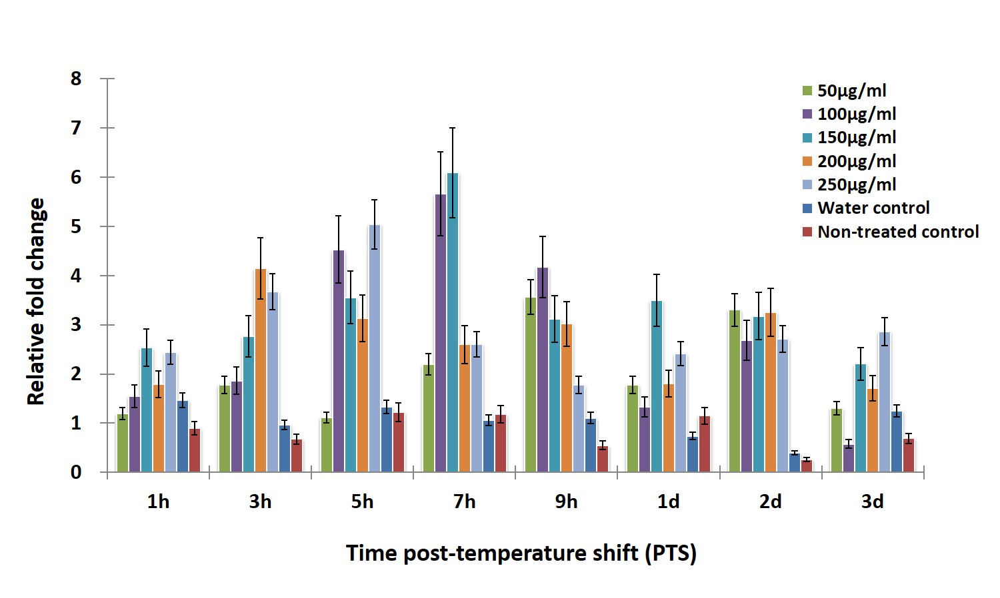 8
7
6
5
4
3
2
1
0
Relative fold change
1h 3h 5h 7h 9h 1d 2d 3d
Time post-temperature shift (PTS)
50µg/ml
100µg/ml
150µg/ml
200µg/ml
250µg/ml
Water control
Non-treated control